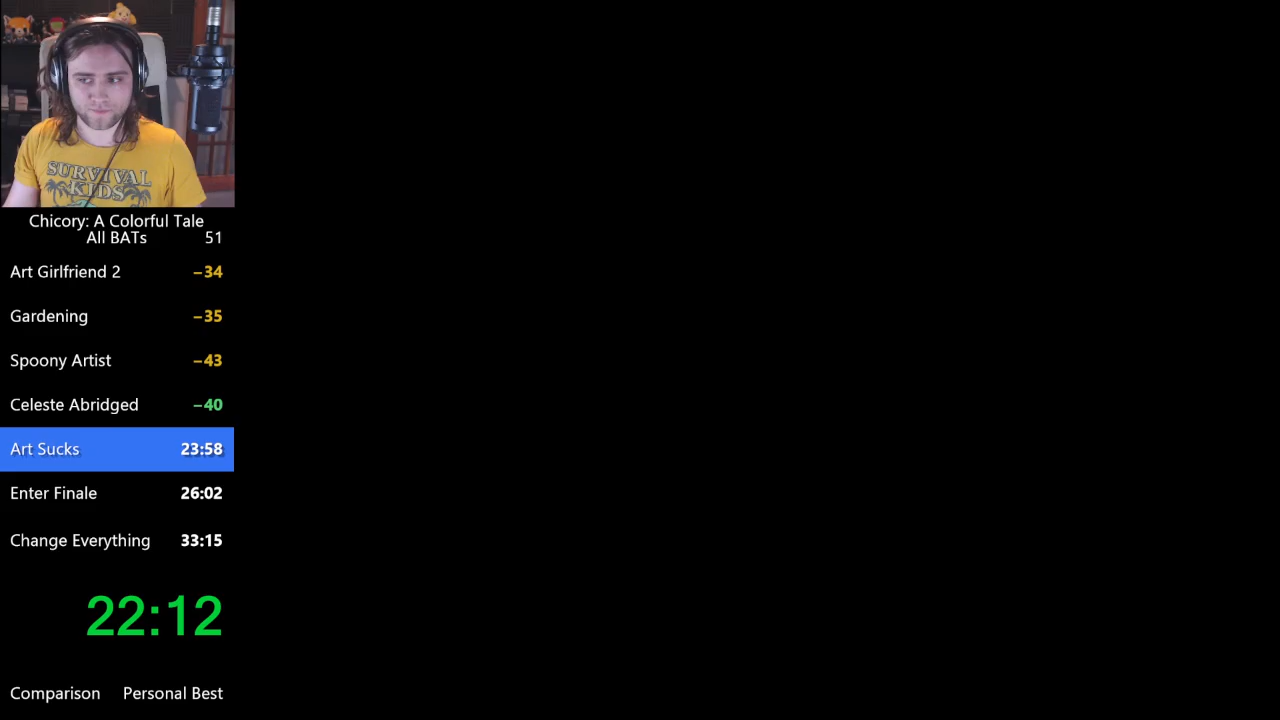 SURVIVAL
KIDS
Chicory: A Colorful Tale
All BATs 51
Art Girlfriend 2 −34
Gardening −35
Spoony Artist −43
Celeste Abridged −40
Art Sucks 23:58
Enter Finale 26:02
Change Everything 33:15
22:12
Comparison Personal Best